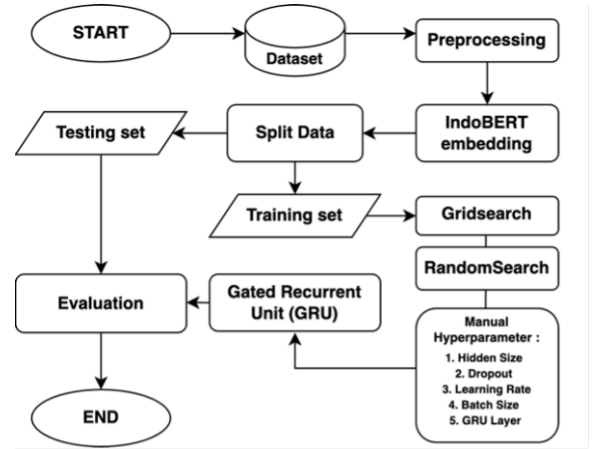 START
Dataset
Preprocessing
Testing set
Split Data
IndoBERT
embedding
Training set
Gridsearch
RandomSearch
Evaluation
Gated Recurrent
Unit (GRU)
Manual
Hyperparameter :
1. Hidden Size
2. Dropout
3. Learning Rate
4. Batch Size
5. GRU Layer
END